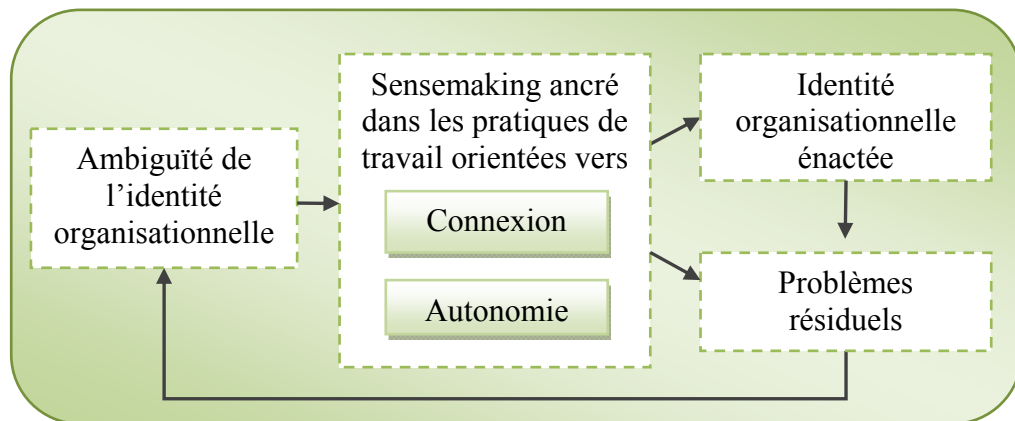 Ambiguïté de
l’identité
organisationnelle
Sensemaking ancré
dans les pratiques de
travail orientées vers
Connexion
Autonomie
Identité
organisationnelle
énactée
Problèmes
résiduels